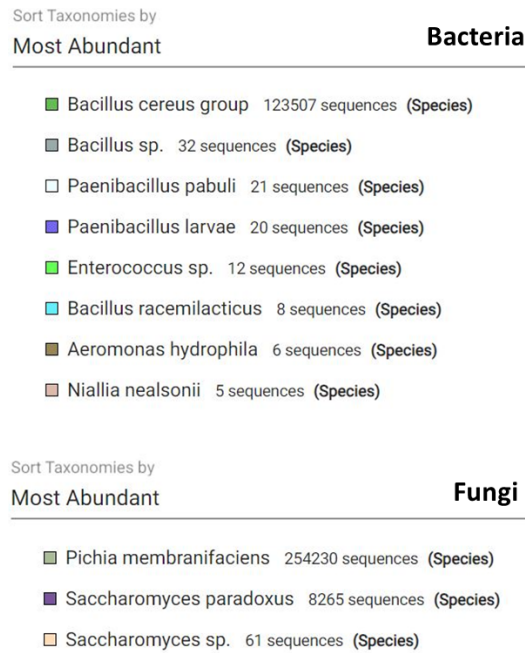 Sort Taxonomies by
Most Abundant Bacteria
Bacillus cereus group 123507 sequences (Species)
Bacillus sp. 32 sequences (Species)
Paenibacillus pabuli 21 sequences (Species)
Paenibacillus larvae 20 sequences (Species)
Enterococcus sp. 12 sequences (Species)
Bacillus racemilacticus 8 sequences (Species)
Aeromonas hydrophila 6 sequences (Species)
Niallia nealsonii 5 sequences (Species)
Sort Taxonomies by
Most Abundant Fungi
Pichia membranifaciens 254230 sequences (Species)
Saccharomyces paradoxus 8265 sequences (Species)
Saccharomyces sp. 61 sequences (Species)